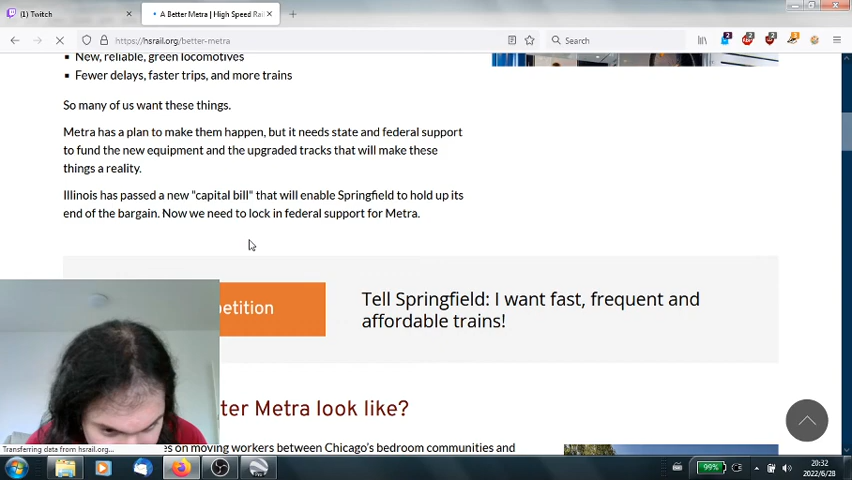 (1) Twitch
A Better Metra | High Speed Rail
https://hsrail.org/better-metra
Search
New, reliable, green locomotives
Fewer delays, faster trips, and more trains
So many of us want these things.
Metra has a plan to make them happen, but it needs state and federal support
to fund the new equipment and the upgraded tracks that will make these
things a reality.
Illinois has passed a new "capital bill" that will enable Springfield to hold up its
end of the bargain. Now we need to lock in federal support for Metra.
petition
Tell Springfield: I want fast, frequent and
affordable trains!
ter Metra look like?
es on moving workers between Chicago's bedroom communities and
Transferring data from hsrail.org...
99%
20:32
2022/6/28